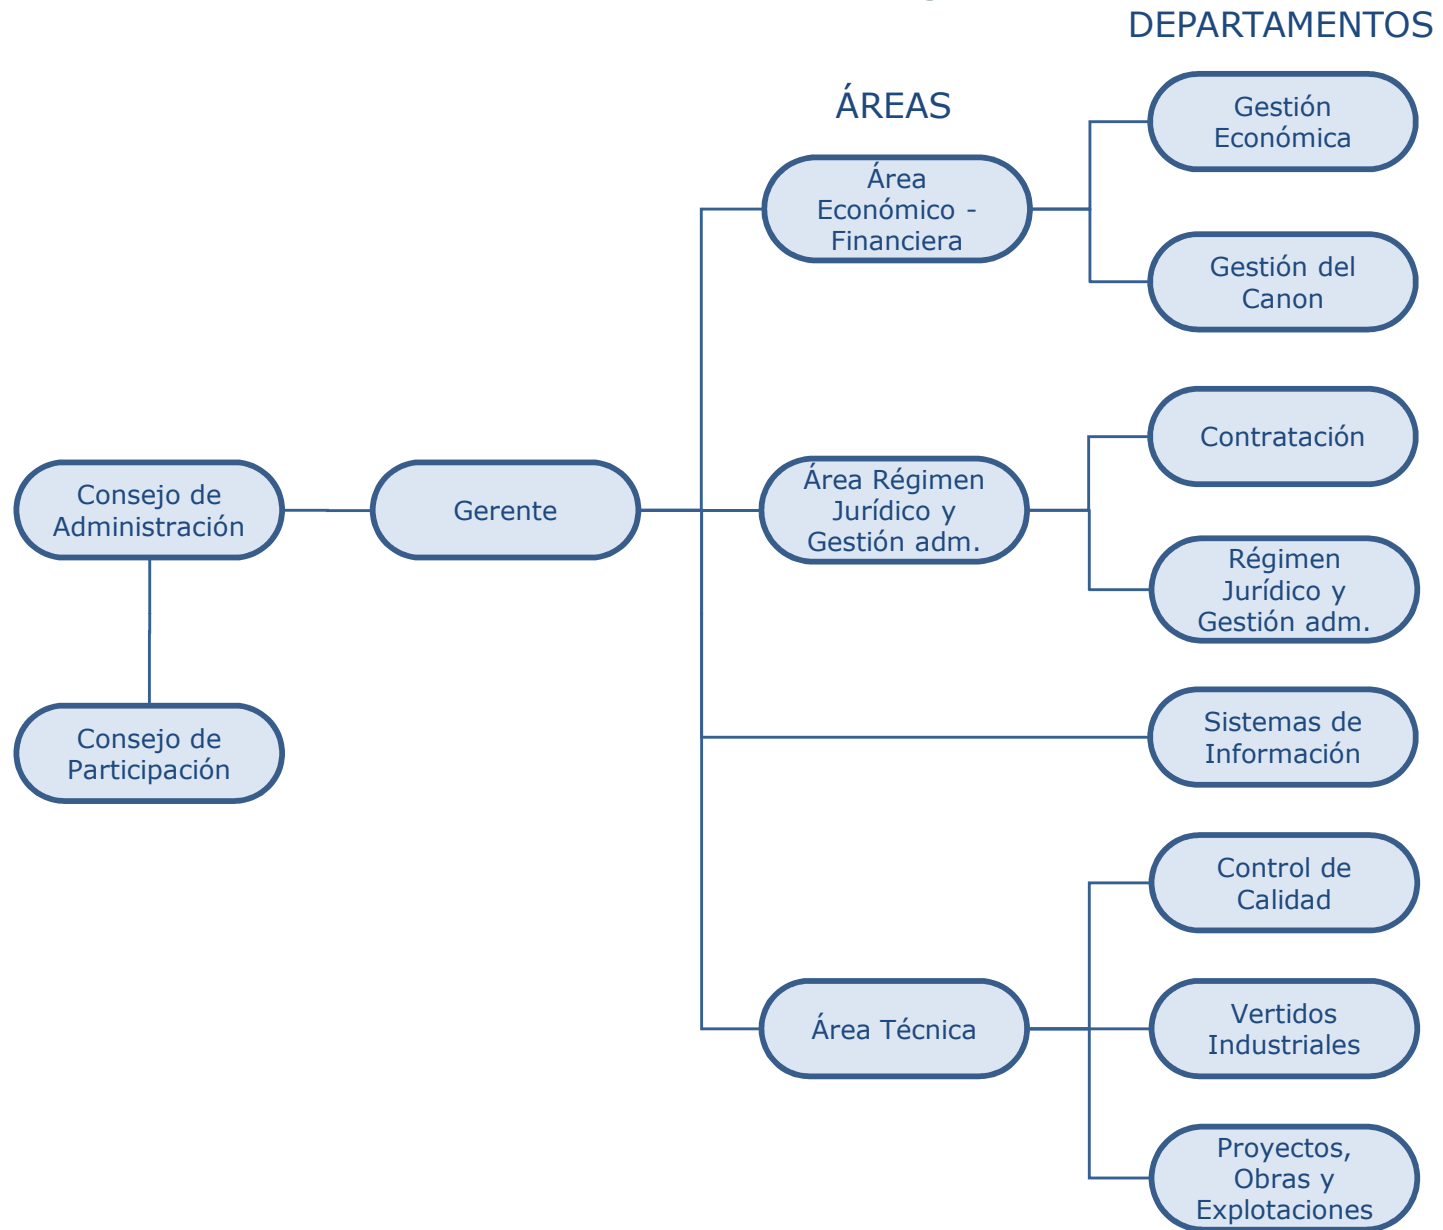 DEPARTAMENTOS
ÁREAS
Gestión
Económica
Área
Económico -
Financiera
Gestión del
Canon
Contratación
Consejo de
Administración
Gerente
Área Régimen
Jurídico y
Gestión adm.
Régimen
Jurídico y
Gestión adm.
Consejo de
Participación
Sistemas de
Información
Control de
Calidad
Área Técnica
Vertidos
Industriales
Proyectos,
Obras y
Explotaciones